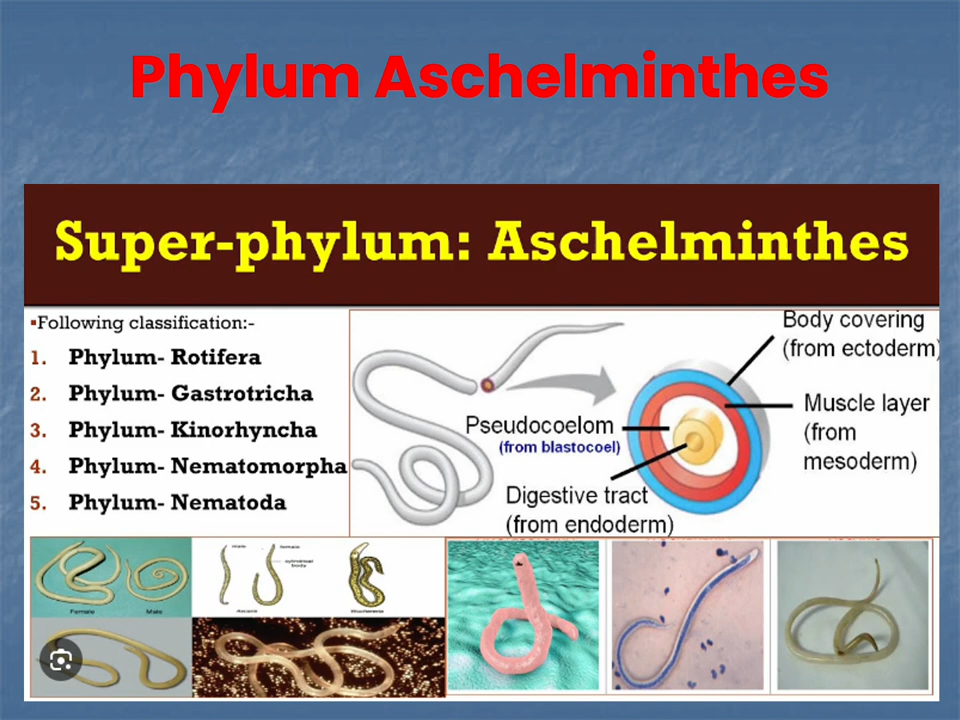 Phylum Aschelminthes
Super-phylum: Aschelminthes
▪Following classification:-
1. Phylum- Rotifera
2. Phylum- Gastrotricha
3. Phylum- Kinorhyncha
4. Phylum- Nematomorpha
5. Phylum- Nematoda
Body covering
(from ectoderm)
Muscle layer
(from
mesoderm)
Pseudocoelom
(from blastocoel)
Digestive tract
(from endoderm)
Female
Male